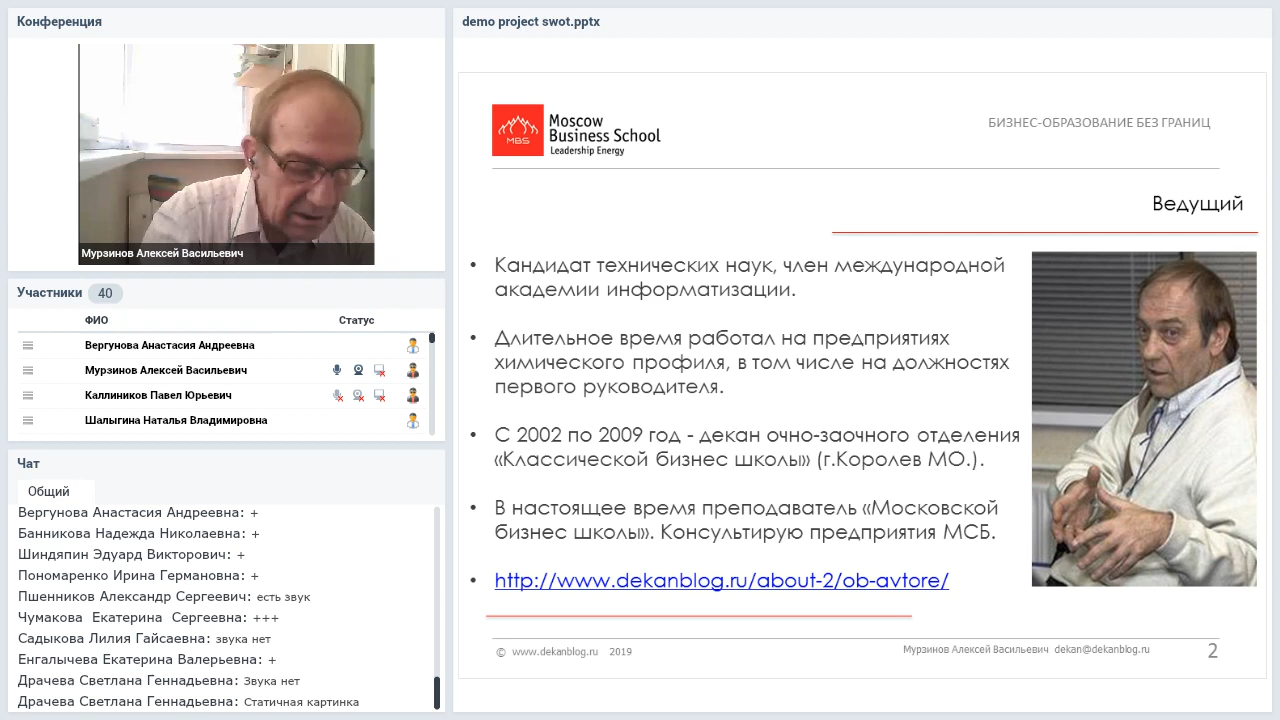 Конференция
Мурзинов Алексей Васильевич
Участники 40
ФИО Статус
Вергунова Анастасия Андреевна
Мурзинов Алексей Васильевич
Каллиников Павел Юрьевич
Шалыгина Наталья Владимировна
Чат
Общий
Вергунова Анастасия Андреевна: +
Банникова Надежда Николаевна: +
Шиндяпин Эдуард Викторович: +
Пономаренко Ирина Германовна: +
Пшенников Александр Сергеевич: есть звук
Чумакова Екатерина Сергеевна: +++
Садыкова Лилия Гайсаевна: звука нет
Енгалычева Екатерина Валерьевна: +
Драчева Светлана Геннадьевна: Звука нет
Драчева Светлана Геннадьевна: Статичная картинка
demo project swot.pptx
MBS
Moscow
Business School
Leadership Energy
БИЗНЕС-ОБРАЗОВАНИЕ БЕЗ ГРАНИЦ
Ведущий
• Кандидат технических наук, член международной
академии информатизации.
• Длительное время работал на предприятиях
химического профиля, в том числе на должностях
первого руководителя.
• С 2002 по 2009 год - декан очно-заочного отделения
«Классической бизнес школы» (г.Королев МО.).
• В настоящее время преподаватель «Московской
бизнес школы». Консультирую предприятия МСБ.
• http://www.dekanblog.ru/about-2/ob-avtore/
© www.dekanblog.ru 2019
Мурзинов Алексей Васильевич dekan@dekanblog.ru
2